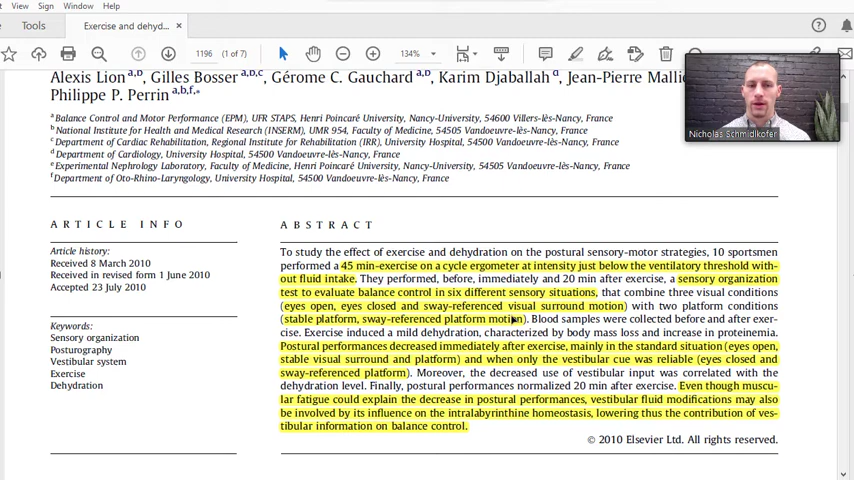 View Sign Window Help
Tools Exercise and dehyd... ×
1196 (1 of 7) 134%
Alexis Lion a,b, Gilles Bosser a,b,c, Gérome C. Gauchard a,b, Karim Djaballah d, Jean-Pierre
Philippe P. Perrin a,b,f,*
a Balance Control and Motor Performance (EPM), UFR STAPS, Henri Poincaré University, Nancy-University, 54600 Villers-lès-Nancy, France
b National Institute for Health and Medical Research (INSERM), UMR 954, Faculty of Medicine, 54505 Vandoeuvre-lès-Nancy, France
c Department of Cardiac Rehabilitation, Regional Institute for Rehabilitation (IRR), University Hospital, 54500 Vandoeuvre-lès-Nancy, France
d Department of Cardiology, University Hospital, 54500 Vandoeuvre-lès-Nancy, France
e Experimental Nephrology Laboratory, Faculty of Medicine, Henri Poincaré University, Nancy-University, 54505 Vandoeuvre-lès-Nancy, France
f Department of Oto-Rhino-Laryngology, University Hospital, 54500 Vandoeuvre-lès-Nancy, France
Nicholas Schmidlkofer
ARTICLE INFO
Article history:
Received 8 March 2010
Received in revised form 1 June 2010
Accepted 23 July 2010
Keywords:
Sensory organization
Posturography
Vestibular system
Exercise
Dehydration
ABSTRACT
To study the effect of exercise and dehydration on the postural sensory-motor strategies, 10 sportsmen
performed a 45 min-exercise on a cycle ergometer at intensity just below the ventilatory threshold with-
out fluid intake. They performed, before, immediately and 20 min after exercise, a sensory organization
test to evaluate balance control in six different sensory situations, that combine three visual conditions
(eyes open, eyes closed and sway-referenced visual surround motion) with two platform conditions
(stable platform, sway-referenced platform motion). Blood samples were collected before and after exer-
cise. Exercise induced a mild dehydration, characterized by body mass loss and increase in proteinemia.
Postural performances decreased immediately after exercise, mainly in the standard situation (eyes open,
stable visual surround and platform) and when only the vestibular cue was reliable (eyes closed and
sway-referenced platform). Moreover, the decreased use of vestibular input was correlated with the
dehydration level. Finally, postural performances normalized 20 min after exercise. Even though muscu-
lar fatigue could explain the decrease in postural performances, vestibular fluid modifications may also
be involved by its influence on the intralabyrinthine homeostasis, lowering thus the contribution of ves-
tibular information on balance control.
© 2010 Elsevier Ltd. All rights reserved.